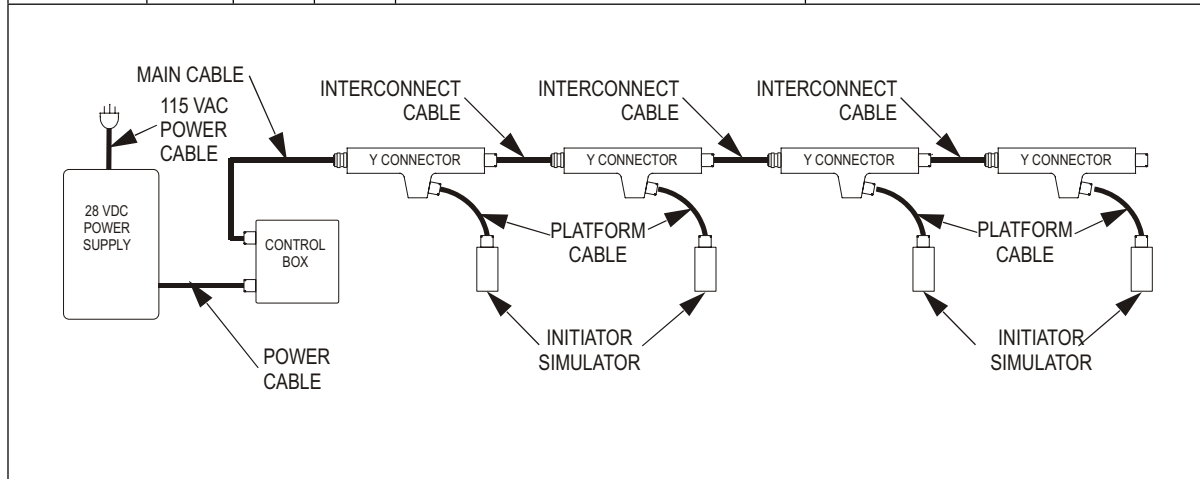 MAIN CABLE
115 VAC
POWER
CABLE
INTERCONNECT
CABLE
INTERCONNECT
CABLE
INTERCONNECT
CABLE
Y CONNECTOR
Y CONNECTOR
Y CONNECTOR
Y CONNECTOR
28 VDC
POWER
SUPPLY
CONTROL
BOX
PLATFORM
CABLE
PLATFORM
CABLE
POWER
CABLE
INITIATOR
SIMULATOR
INITIATOR
SIMULATOR